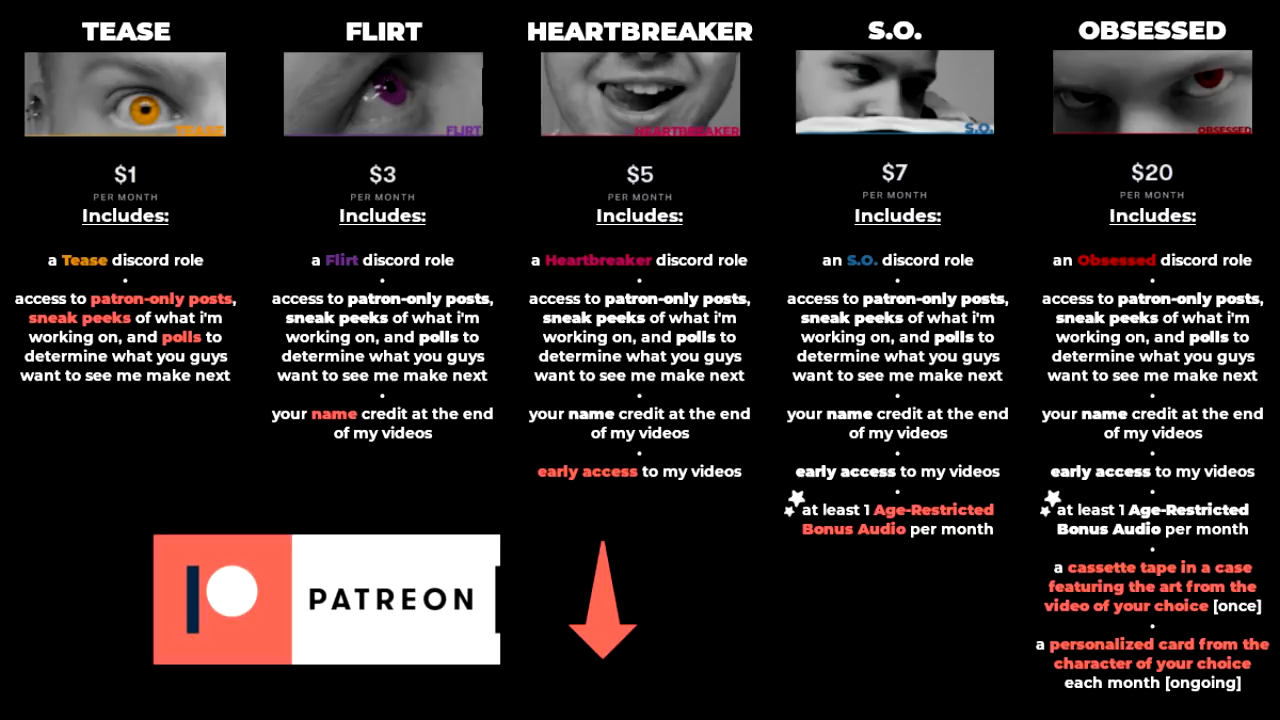 TEASE
TEASE
$1
PER MONTH
Includes:
a Tease discord role
•
access to patron-only posts,
sneak peeks of what i'm
working on, and polls to
determine what you guys
want to see me make next
FLIRT
FLIRT
$3
PER MONTH
Includes:
a Flirt discord role
•
access to patron-only posts,
sneak peeks of what i'm
working on, and polls to
determine what you guys
want to see me make next
•
your name credit at the end
of my videos
HEARTBREAKER
HEARTBREAKER
$5
PER MONTH
Includes:
a Heartbreaker discord role
•
access to patron-only posts,
sneak peeks of what i'm
working on, and polls to
determine what you guys
want to see me make next
•
your name credit at the end
of my videos
•
early access to my videos
S.O.
S.O.
$7
PER MONTH
Includes:
an S.O. discord role
•
access to patron-only posts,
sneak peeks of what i'm
working on, and polls to
determine what you guys
want to see me make next
•
your name credit at the end
of my videos
•
early access to my videos
•
at least 1 Age-Restricted
Bonus Audio per month
OBSESSED
OBSESSED
$20
PER MONTH
Includes:
an Obsessed discord role
•
access to patron-only posts,
sneak peeks of what i'm
working on, and polls to
determine what you guys
want to see me make next
•
your name credit at the end
of my videos
•
early access to my videos
•
at least 1 Age-Restricted
Bonus Audio per month
•
a cassette tape in a case
featuring the art from the
video of your choice [once]
•
a personalized card from the
character of your choice
each month [ongoing]
PATREON